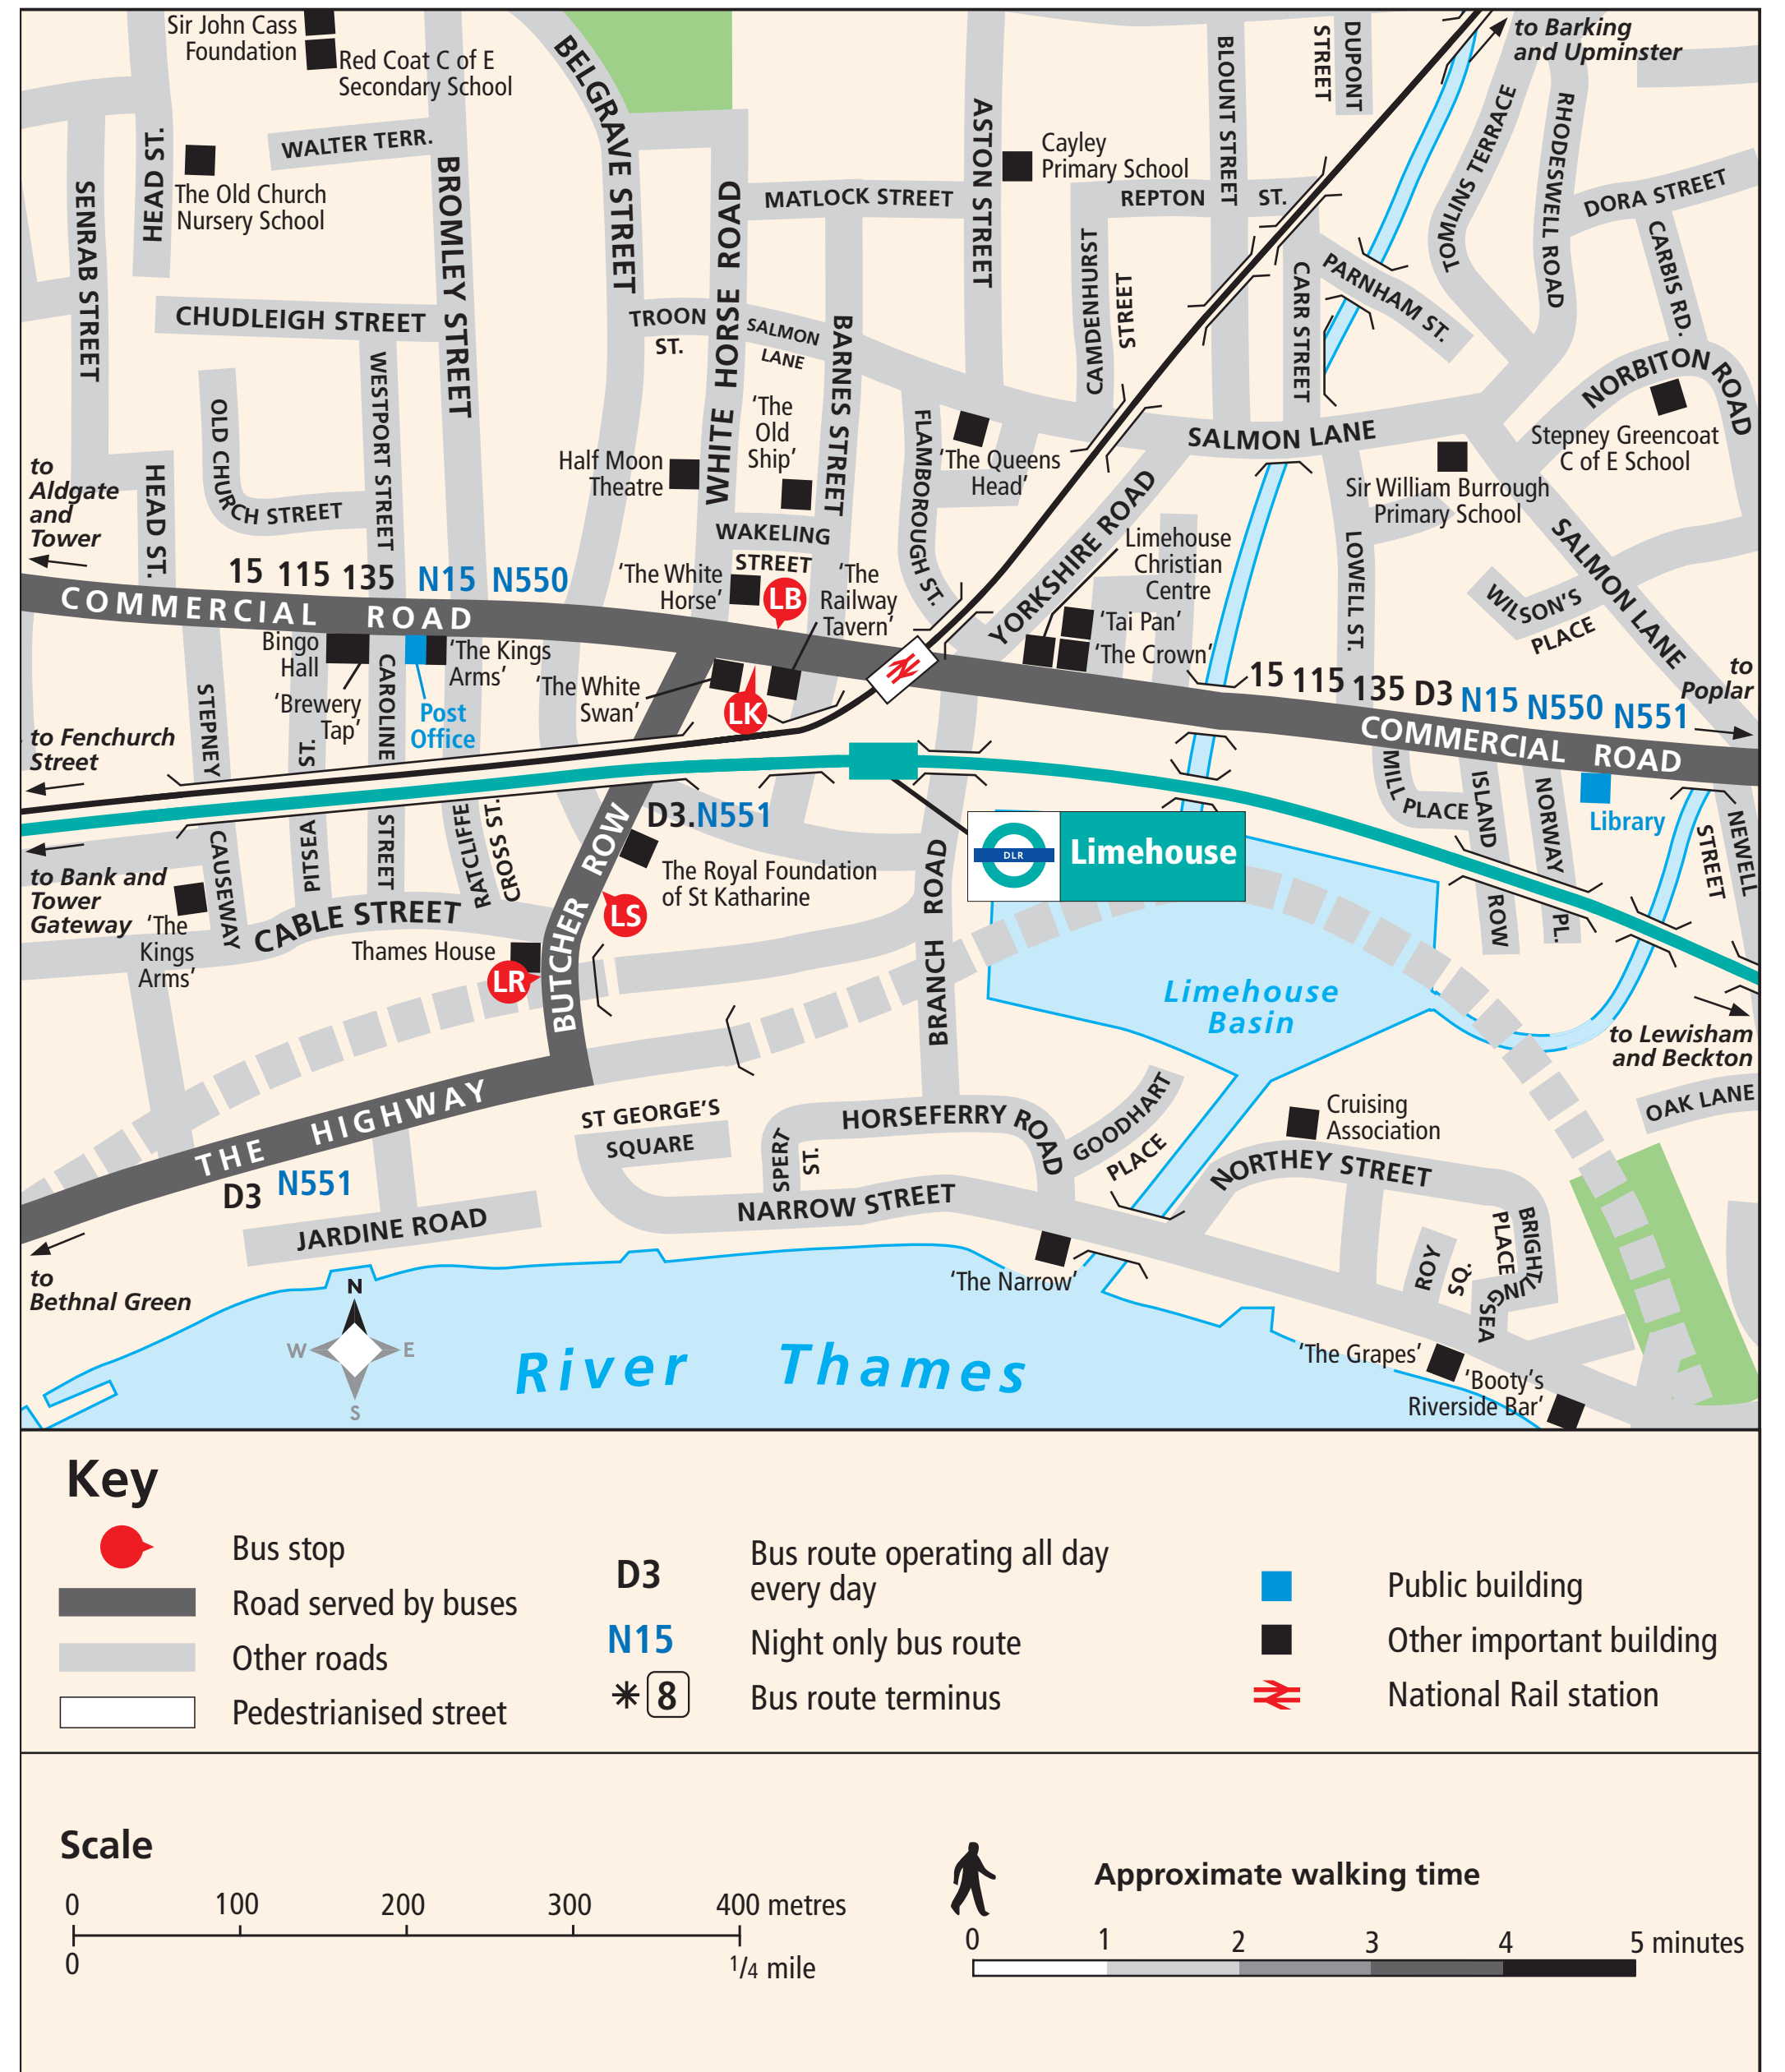 Sir John Cass
Foundation
Red Coat C of E
Secondary School
BELGRAVE STREET
BLOUNT STREET
DUPONT
STREET
to Barking
and Upminster
HEAD ST.
WALTER TERR.
The Old Church
Nursery School
SENRAB STREET
BROMLEY STREET
WHITE HORSE ROAD
MATLOCK STREET
ASTON STREET
Cayley
Primary School
REPTON ST.
TOMLINS TERRACE
RHODESWELL ROAD
DORA STREET
CARBIS RD.
CAMDENHURST
STREET
CARR STREET
PARNHAM ST.
CHUDLEIGH STREET
TROON
ST.
SALMON
LANE
BARNES STREET
NORBITON ROAD
OLD CHURCH STREET
WESTPORT STREET
'The
Old
Ship'
FLAMBOROUGH ST.
'The Queens
Head'
SALMON LANE
Stepney Greencoat
C of E School
to
Aldgate
and
Tower
HEAD ST.
Half Moon
Theatre
Sir William Burrough
Primary School
WAKELING
STREET
YORKSHIRE ROAD
Limehouse
Christian
Centre
LOWELL ST.
SALMON LANE
15 115 135 N15 N550
'The White
Horse'
LB
'The
Railway
Tavern'
WILSON'S
PLACE
COMMERCIAL ROAD
'Tai Pan'
'The Crown'
Bingo
Hall
'The Kings
Arms'
'Brewery
Tap'
Post
Office
CAROLINE
STREET
'The White
Swan'
LK
15 115 135 D3 N15 N550 N551
to
Poplar
COMMERCIAL ROAD
to Fenchurch
Street
STEPNEY
CAUSEWAY
PITSEA
ST.
RATCLIFFE
CROSS ST.
D3.N551
BUTCHER ROW
The Royal Foundation
of St Katharine
BRANCH ROAD
DLR
Limehouse
MILL
PLACE
ISLAND
ROW
NORWAY
PL.
Library
NEWELL
STREET
to Bank and
Tower
Gateway
'The
Kings
Arms'
CABLE STREET
LS
Thames House
LR
Limehouse
Basin
to Lewisham
and Beckton
OAK LANE
THE HIGHWAY
D3 N551
ST GEORGE'S
SQUARE
SPERT
ST.
HORSEFERRY ROAD
GOODHART
PLACE
Cruising
Association
NORTHEY STREET
JARDINE ROAD
NARROW STREET
ROY
SQ.
BRIGHTLINGSEA
PLACE
to
Bethnal Green
'The Narrow'
N
W E
S
River Thames
'The Grapes'
'Booty's
Riverside Bar'
Key
Bus stop
Road served by buses
Other roads
Pedestrianised street
D3
Bus route operating all day
every day
N15
Night only bus route
8
Bus route terminus
Public building
Other important building
National Rail station
Scale
0 100 200 300 400 metres
0 1/4 mile
Approximate walking time
0 1 2 3 4 5 minutes